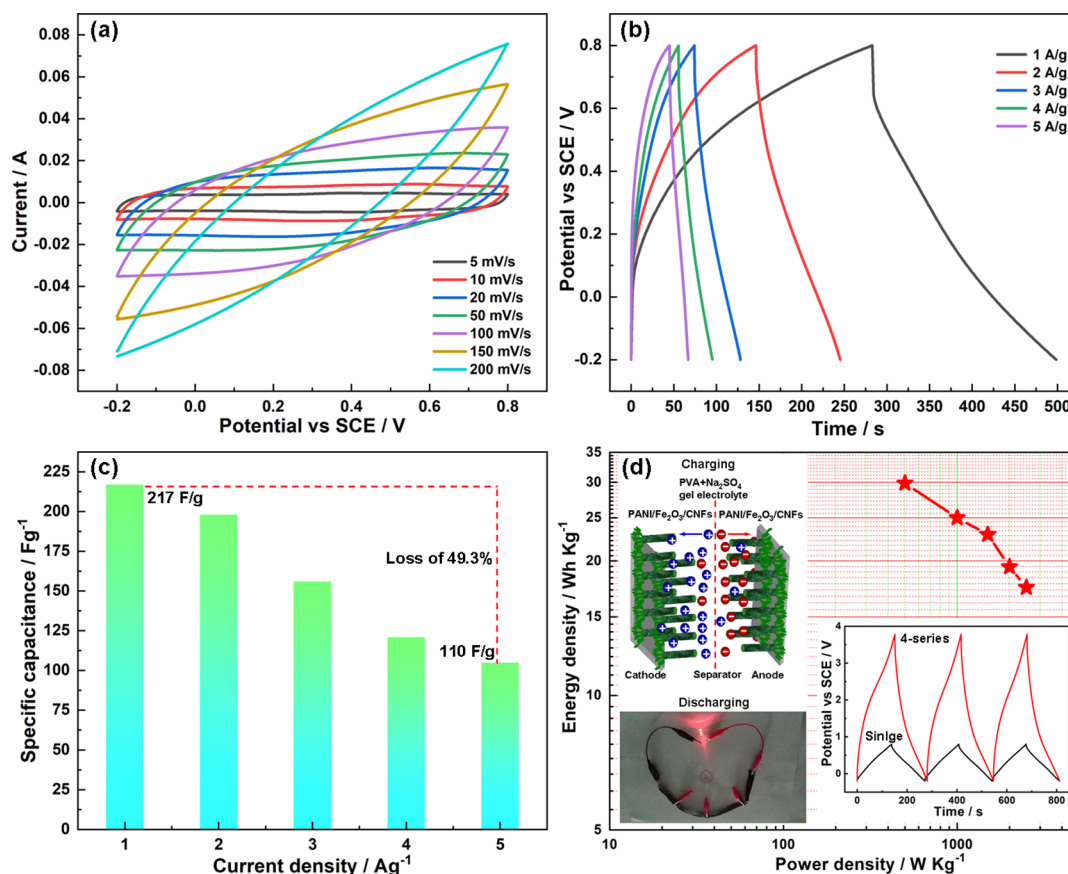 (a)
0.08
0.06
0.04
0.02
0.00
-0.02
-0.04
-0.06
-0.08
Current / A
5 mV/s
10 mV/s
20 mV/s
50 mV/s
100 mV/s
150 mV/s
200 mV/s
-0.2
0.0
0.2
0.4
0.6
0.8
Potential vs SCE / V
(b)
0.8
0.6
0.4
0.2
0.0
-0.2
Potential vs SCE / V
1 A/g
2 A/g
3 A/g
4 A/g
5 A/g
0
50
100
150
200
250
300
350
400
450
500
Time / s
(c)
225
200
175
150
125
100
75
50
25
0
Specific capacitance / Fg-1
217 F/g
Loss of 49.3%
110 F/g
1
2
3
4
5
Current density / Ag-1
(d)
35
30
25
20
15
10
5
Energy density / Wh Kg-1
Charging
PVA+Na2SO4
gel electrolyte
PANI/Fe2O3/CNFs
PANI/Fe2O3/CNFs
Cathode
Separator
Anode
Discharging
4
3
2
1
0
Potential vs SCE / V
4-series
Sinlge
0
200
400
600
800
Time / s
10
100
1000
Power density / W Kg-1